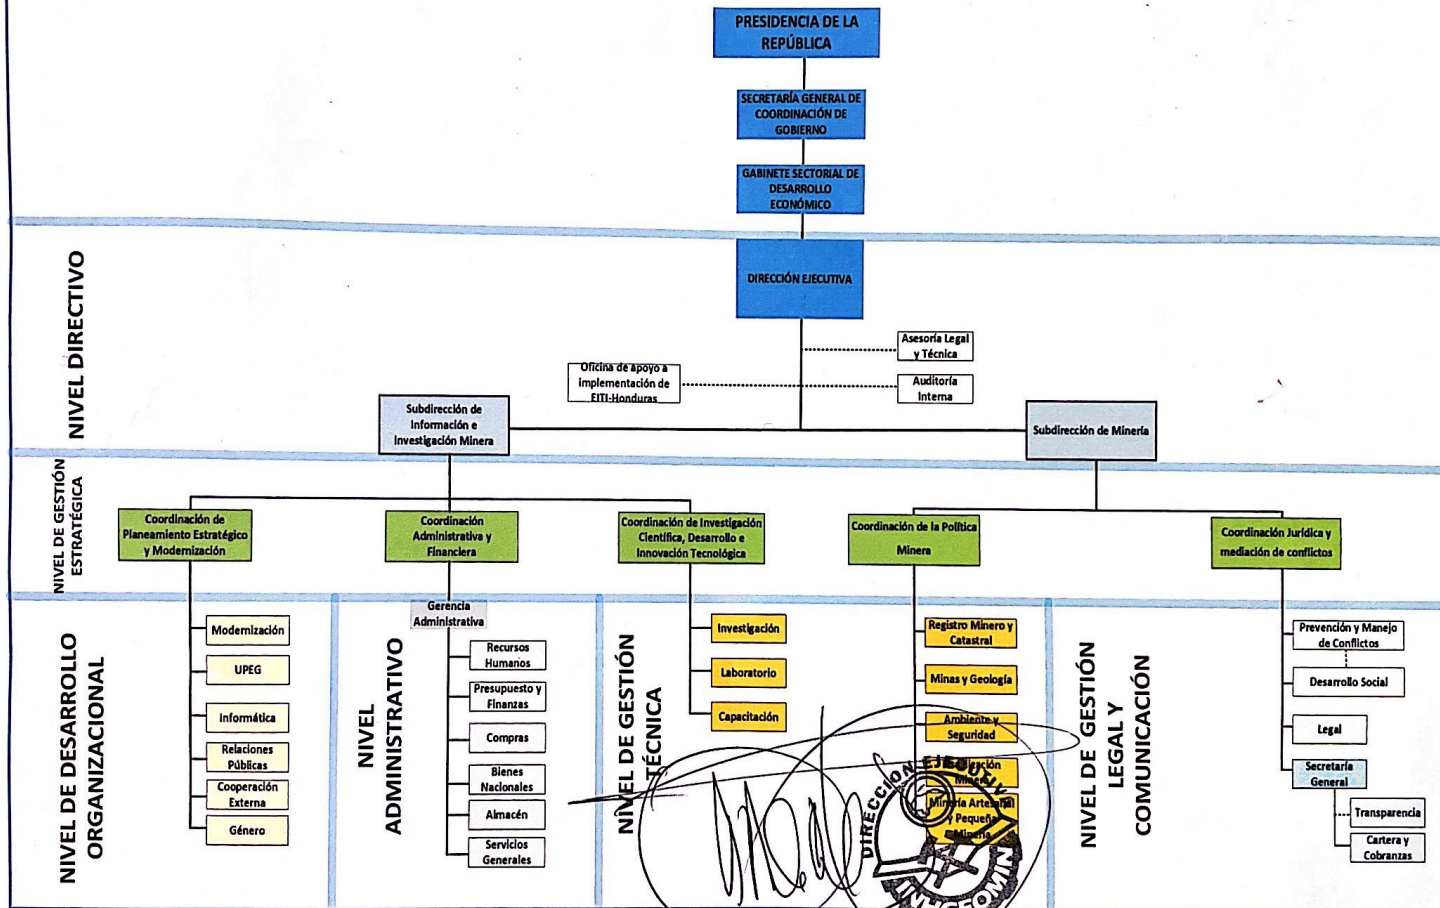 PRESIDENCIA DE LA
REPÚBLICA
SECRETARÍA GENERAL DE
COORDINACIÓN DE
GOBIERNO
GABINETE SECTORIAL DE
DESARROLLO
ECONÓMICO
NIVEL DIRECTIVO
DIRECCIÓN EJECUTIVA
Asesoría Legal
y Técnica
Oficina de apoyo a
implementación de
EITI-Honduras
Auditoría
Interna
Subdirección de
Información e
Investigación Minera
Subdirección de Minería
NIVEL DE GESTIÓN
ESTRATÉGICA
Coordinación de
Planeamiento Estratégico
y Modernización
Coordinación
Administrativa y
Financiera
Coordinación de Investigación
Científica, Desarrollo e
Innovación Tecnológica
Coordinación de la Política
Minera
Coordinación Jurídica y
mediación de conflictos
NIVEL DE DESARROLLO
ORGANIZACIONAL
Modernización
UPEG
Informática
Relaciones
Públicas
Cooperación
Externa
Género
NIVEL
ADMINISTRATIVO
Gerencia
Administrativa
Recursos
Humanos
Presupuesto y
Finanzas
Compras
Bienes
Nacionales
Almacén
Servicios
Generales
NIVEL DE GESTIÓN
TÉCNICA
Investigación
Laboratorio
Capacitación
Registro Minero y
Catastral
Minas y Geología
Ambiente y
Seguridad
Minería Artesanal
y Pequeña
Minería
DIRECCIÓN EJECUTIV
INHGEOMIN
NIVEL DE GESTIÓN
LEGAL Y
COMUNICACIÓN
Prevención y Manejo
de Conflictos
Desarrollo Social
Legal
Secretaría
General
Transparencia
Cartera y
Cobranzas